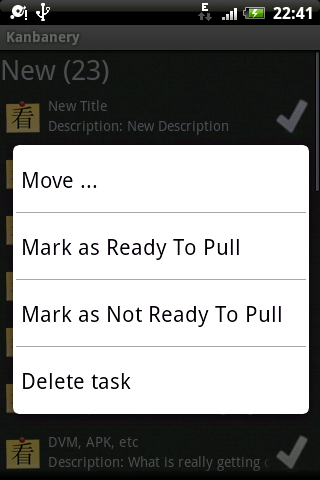 E
22:41
Kanbanery
New (23)
看
New Title
Description: New Description
Move ...
Mark as Ready To Pull
Mark as Not Ready To Pull
Delete task
看
DVM, APK, etc
Description: What is really getting